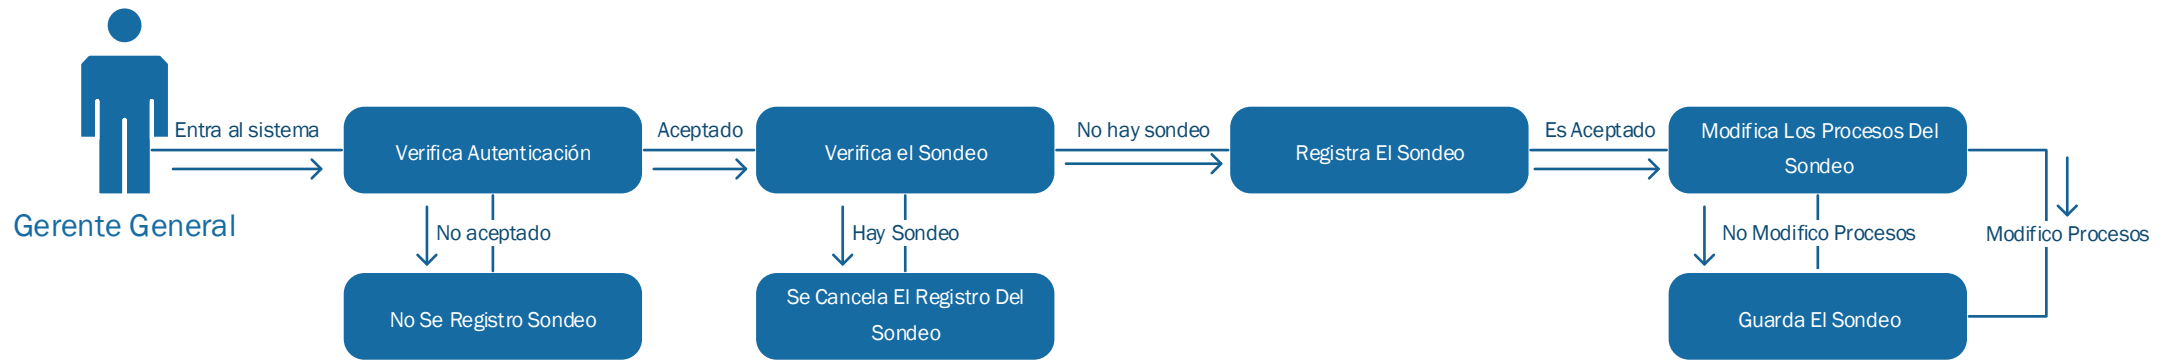 Gerente General
Entra al sistema
Verifica Autenticación
No aceptado
No Se Registro Sondeo
Aceptado
Verifica el Sondeo
Hay Sondeo
Se Cancela El Registro Del
Sondeo
No hay sondeo
Registra El Sondeo
Es Aceptado
Modifica Los Procesos Del
Sondeo
No Modifico Procesos
Modifico Procesos
Guarda El Sondeo